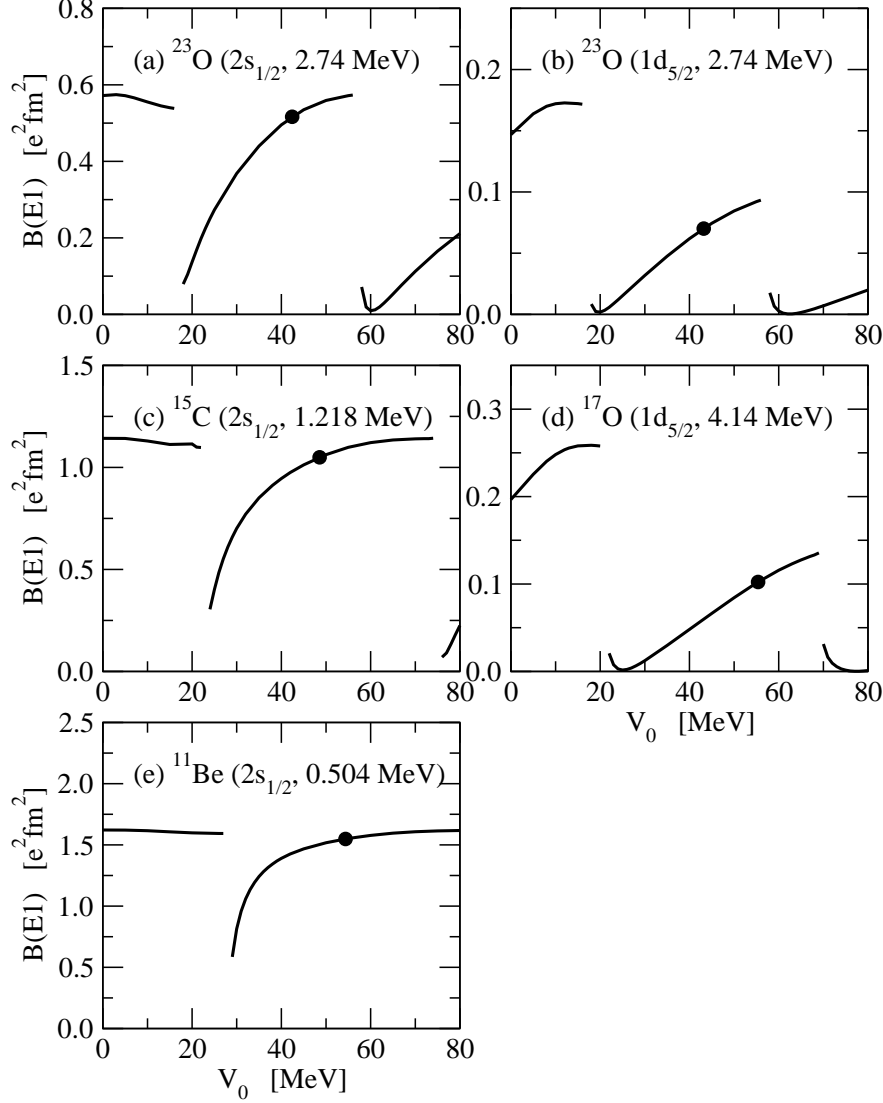 0.8
0.6
0.4
0.2
0.0
B(E1) [e²fm²]
(a) ²³O (2s₁/₂, 2.74 MeV)
0 20 40 60 80
0.2
0.1
0.0
(b) ²³O (1d₅/₂, 2.74 MeV)
0 20 40 60 80
1.5
1.0
0.5
0.0
B(E1) [e²fm²]
(c) ¹⁵C (2s₁/₂, 1.218 MeV)
0 20 40 60 80
0.3
0.2
0.1
0.0
(d) ¹⁷O (1d₅/₂, 4.14 MeV)
0 20 40 60 80
V₀ [MeV]
2.5
2.0
1.5
1.0
0.5
0.0
B(E1) [e²fm²]
(e) ¹¹Be (2s₁/₂, 0.504 MeV)
0 20 40 60 80
V₀ [MeV]